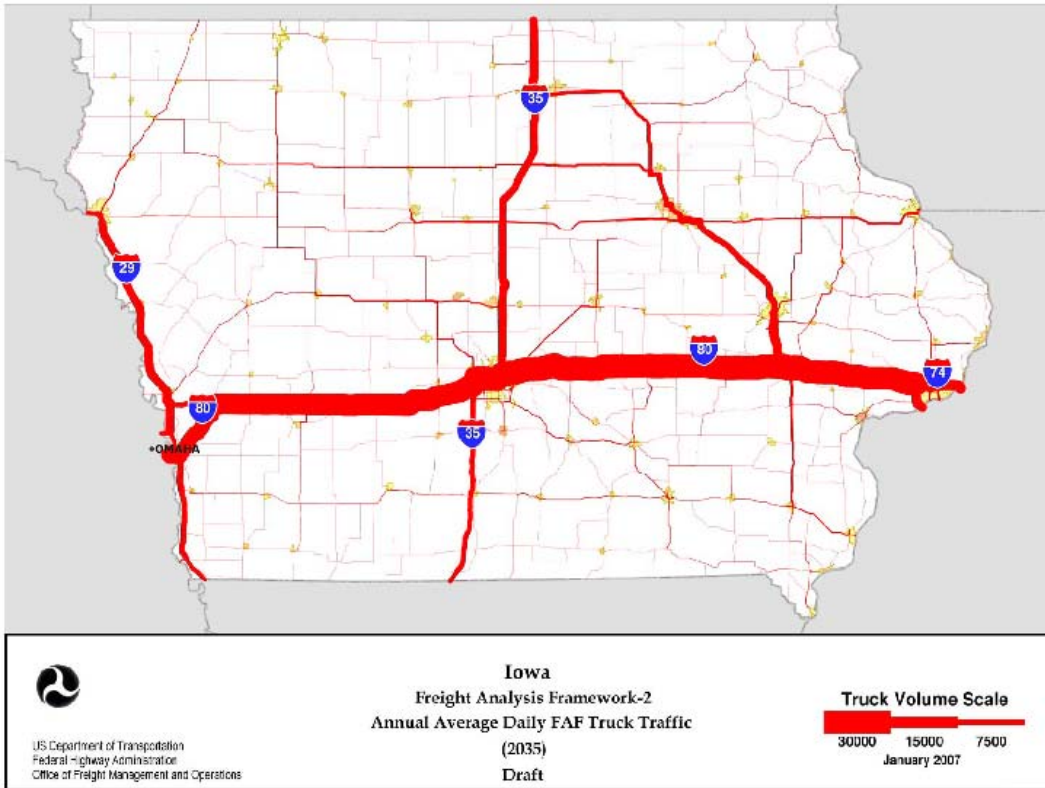 35
29
80
74
80
35
•OMAHA
Iowa
Freight Analysis Framework-2
Annual Average Daily FAF Truck Traffic
(2035)
Draft
US Department of Transportation
Federal Highway Administration
Office of Freight Management and Operations
Truck Volume Scale
30000 15000 7500
January 2007